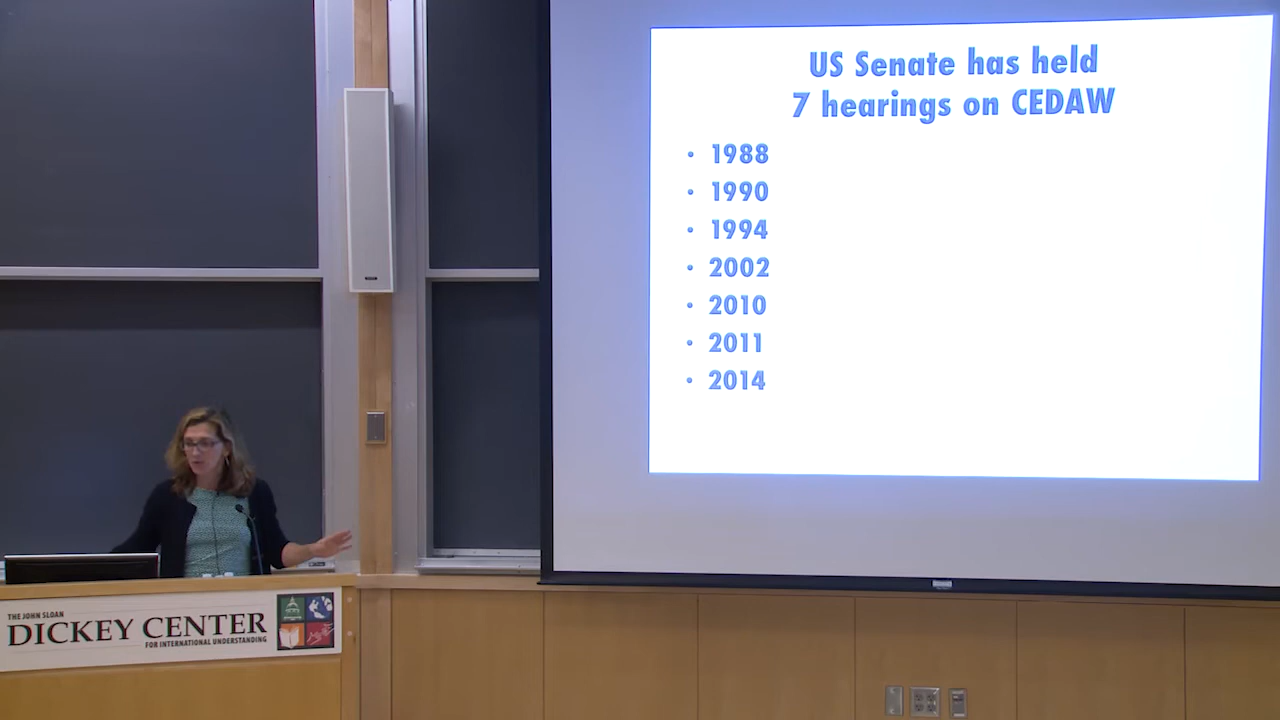 US Senate has held
7 hearings on CEDAW
• 1988
• 1990
• 1994
• 2002
• 2010
• 2011
• 2014
THE JOHN SLOAN
DICKEY CENTER
FOR INTERNATIONAL UNDERSTANDING